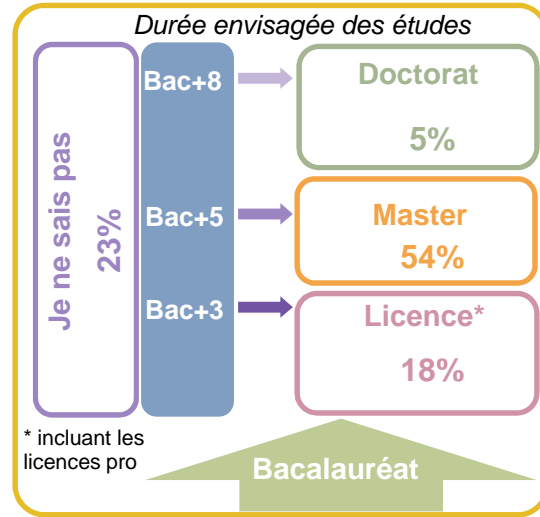 Durée envisagée des études
Je ne sais pas
23%
Bac+8
Doctorat
5%
Bac+5
Master
54%
Bac+3
Licence*
18%
* incluant les
licences pro
Bacalauréat